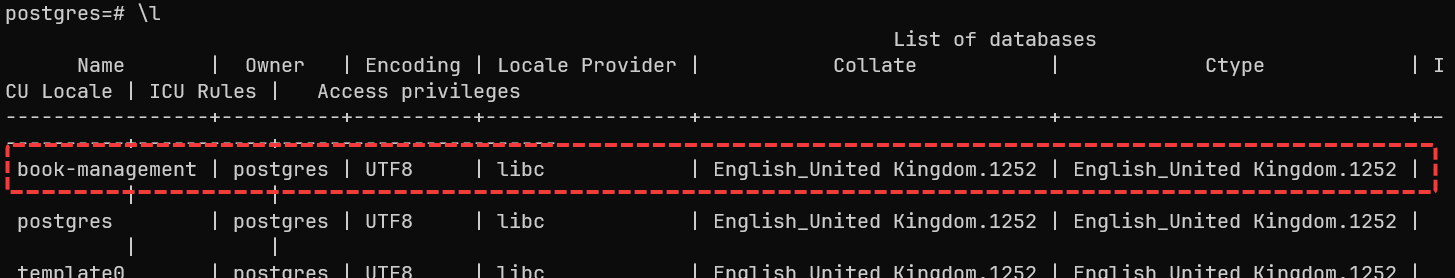 postgres=# \l
List of databases
Name | Owner | Encoding | Locale Provider | Collate | Ctype | I
CU Locale | ICU Rules | Access privileges
-----------------+----------+----------+-----------------+------------------------------+-----------------------------+--
----------+-----------+-----------------------
book-management | postgres | UTF8 | libc | English_United Kingdom.1252 | English_United Kingdom.1252 |
| |
postgres | postgres | UTF8 | libc | English_United Kingdom.1252 | English_United Kingdom.1252 |
| |
template0 | postgres | UTF8 | libc | English_United Kingdom.1252 | English_United Kingdom.1252 |